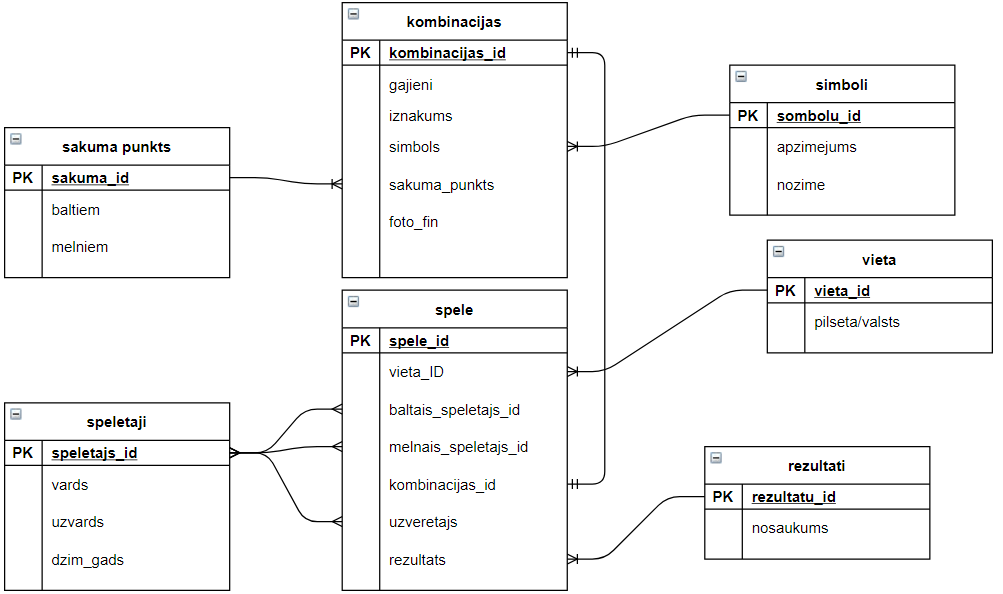 kombinacijas
PK kombinacijas_id
gajieni
iznakums
simbols
sakuma_punkts
foto_fin
simboli
PK sombolu_id
apzimejums
nozime
sakuma punkts
PK sakuma_id
baltiem
melniem
vieta
PK vieta_id
pilseta/valsts
spele
PK spele_id
vieta_ID
baltais_speletajs_id
melnais_speletajs_id
kombinacijas_id
uzveretajs
rezultats
speletaji
PK speletajs_id
vards
uzvards
dzim_gads
rezultati
PK rezultatu_id
nosaukums